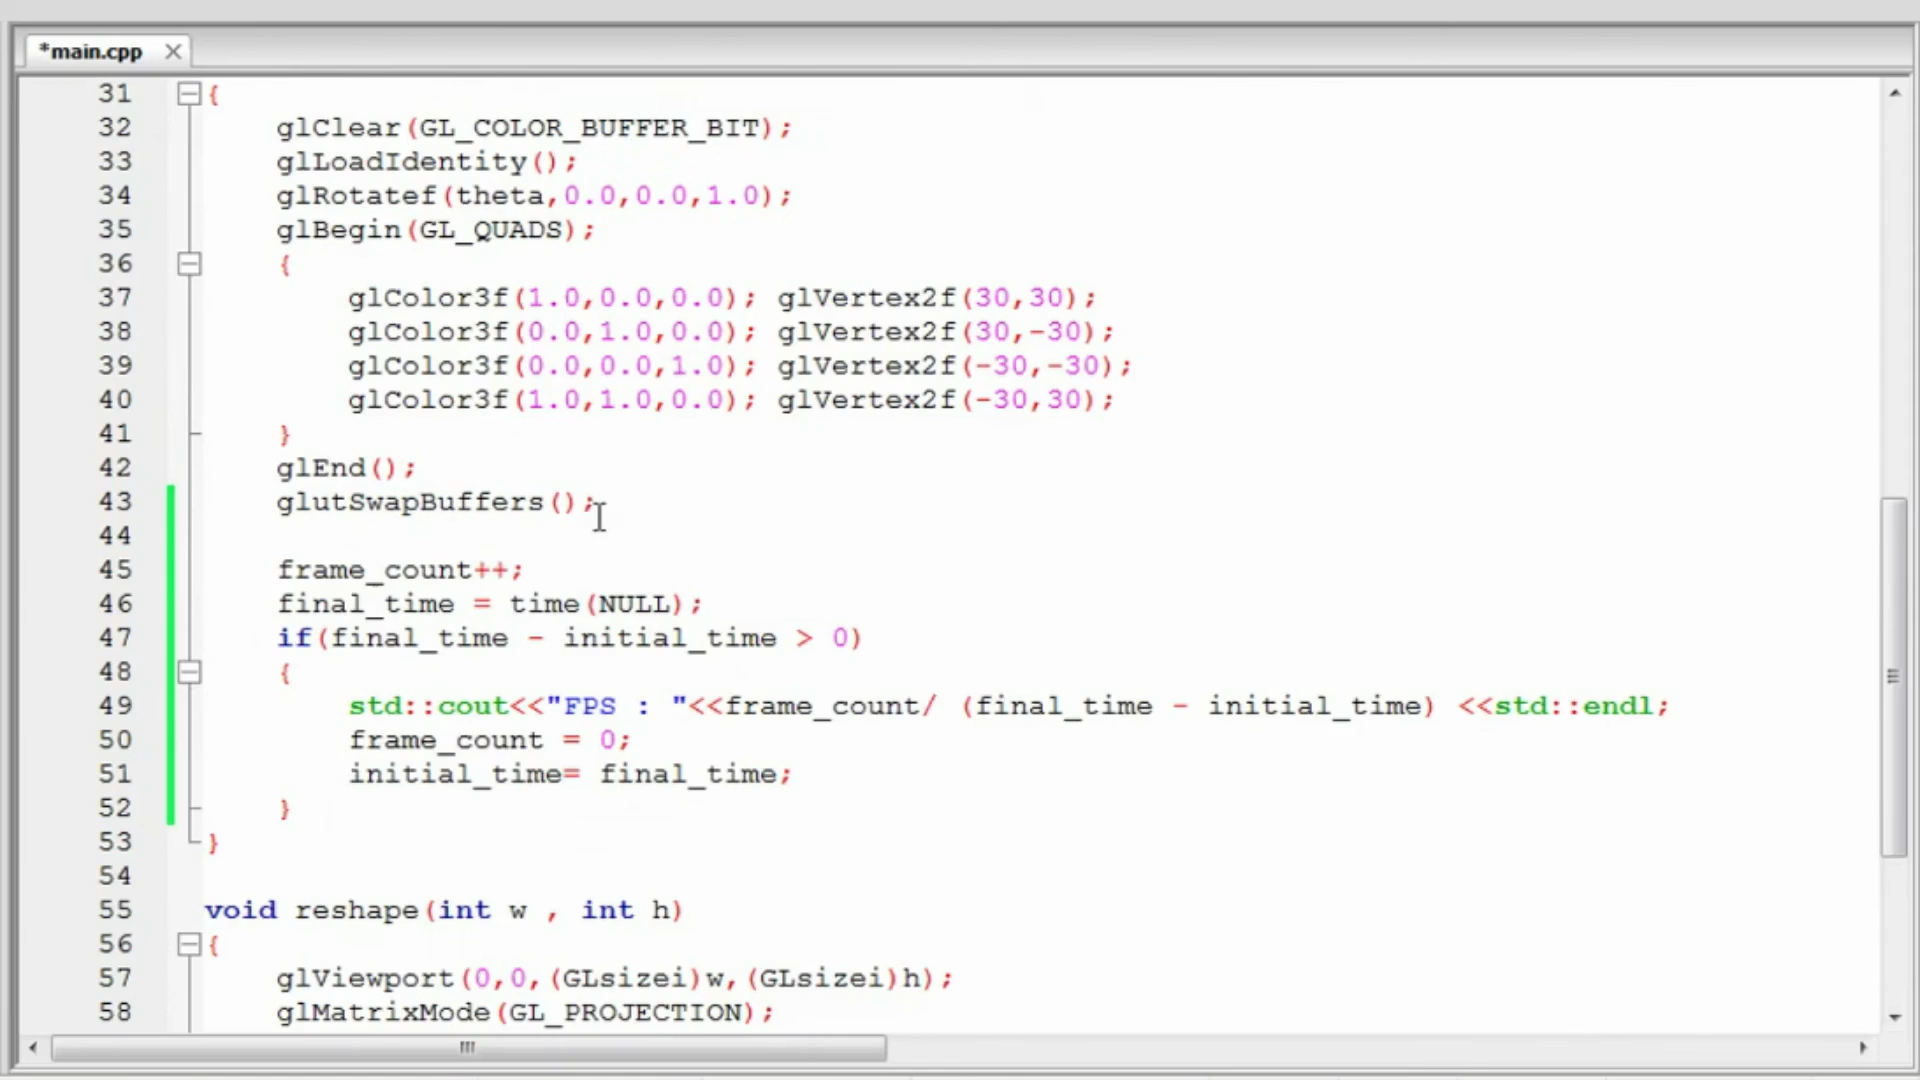 *main.cpp
31 {
32 glClear(GL_COLOR_BUFFER_BIT);
33 glLoadIdentity();
34 glRotatef(theta,0.0,0.0,1.0);
35 glBegin(GL_QUADS);
36 {
37 glColor3f(1.0,0.0,0.0); glVertex2f(30,30);
38 glColor3f(0.0,1.0,0.0); glVertex2f(30,-30);
39 glColor3f(0.0,0.0,1.0); glVertex2f(-30,-30);
40 glColor3f(1.0,1.0,0.0); glVertex2f(-30,30);
41 }
42 glEnd();
43 glutSwapBuffers();
44
45 frame_count++;
46 final_time = time(NULL);
47 if(final_time - initial_time > 0)
48 {
49 std::cout<<"FPS : "<<frame_count/ (final_time - initial_time) <<std::endl;
50 frame_count = 0;
51 initial_time= final_time;
52 }
53 }
54
55 void reshape(int w , int h)
56 {
57 glViewport(0,0,(GLsizei)w,(GLsizei)h);
58 glMatrixMode(GL_PROJECTION);